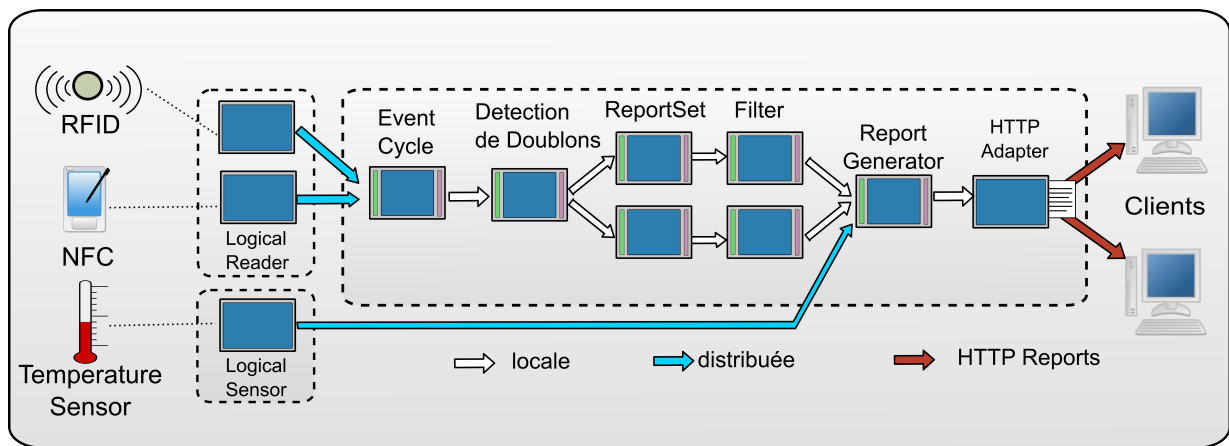 RFID
NFC
Temperature
Sensor
Logical
Reader
Logical
Sensor
Event
Cycle
Detection
de Doublons
ReportSet
Filter
Report
Generator
HTTP
Adapter
Clients
locale
distribuée
HTTP Reports